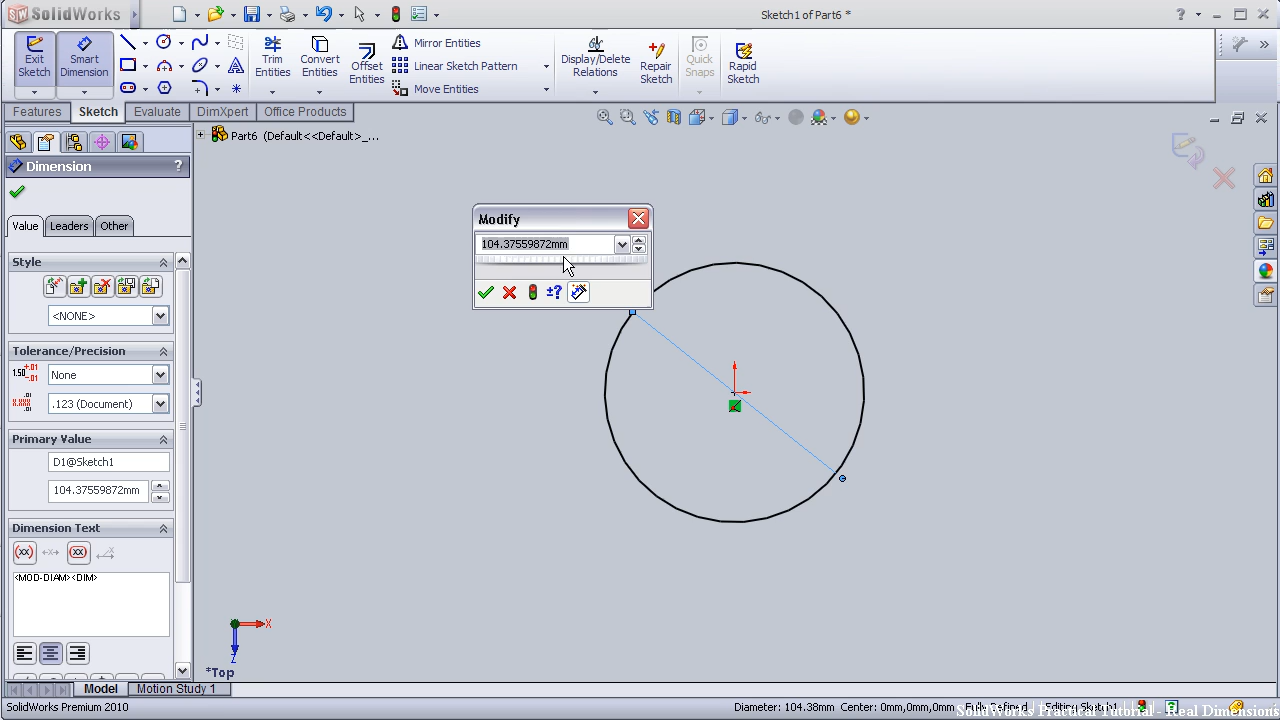 SolidWorks
Sketch1 of Part6 *
Exit Sketch
Smart Dimension
Trim Entities
Convert Entities
Offset Entities
Mirror Entities
Linear Sketch Pattern
Move Entities
Display/Delete Relations
Repair Sketch
Quick Snaps
Rapid Sketch
Features
Sketch
Evaluate
DimXpert
Office Products
Part6 (Default<<Default>_...
Dimension
?
Value
Leaders
Other
Style
<NONE>
Tolerance/Precision
None
.123 (Document)
Primary Value
D1@Sketch1
104.37559872mm
Dimension Text
<MOD-DIAM><DIM>
Modify
104.37559872mm
X
Z
*Top
Model
Motion Study 1
SolidWorks Premium 2010
Diameter: 104.38mm Center: 0mm,0mm,0mm
SolidWorks Practical Tutorial - Real Dimensions